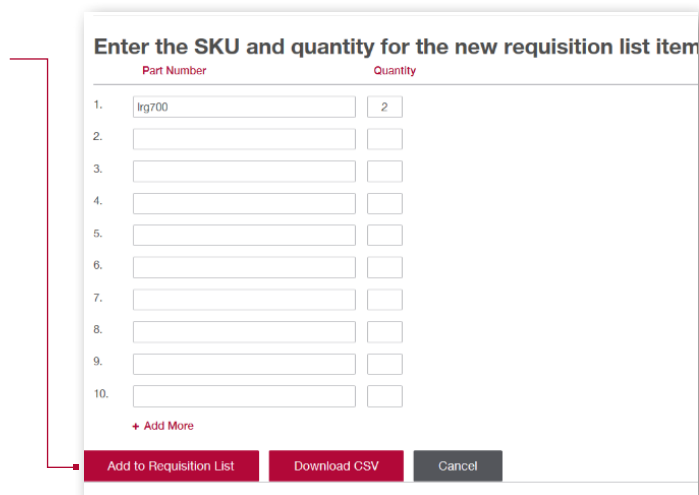 Enter the SKU and quantity for the new requisition list item
Part Number Quantity
1. lrg700 2
2.
3.
4.
5.
6.
7.
8.
9.
10.
+ Add More
Add to Requisition List Download CSV Cancel